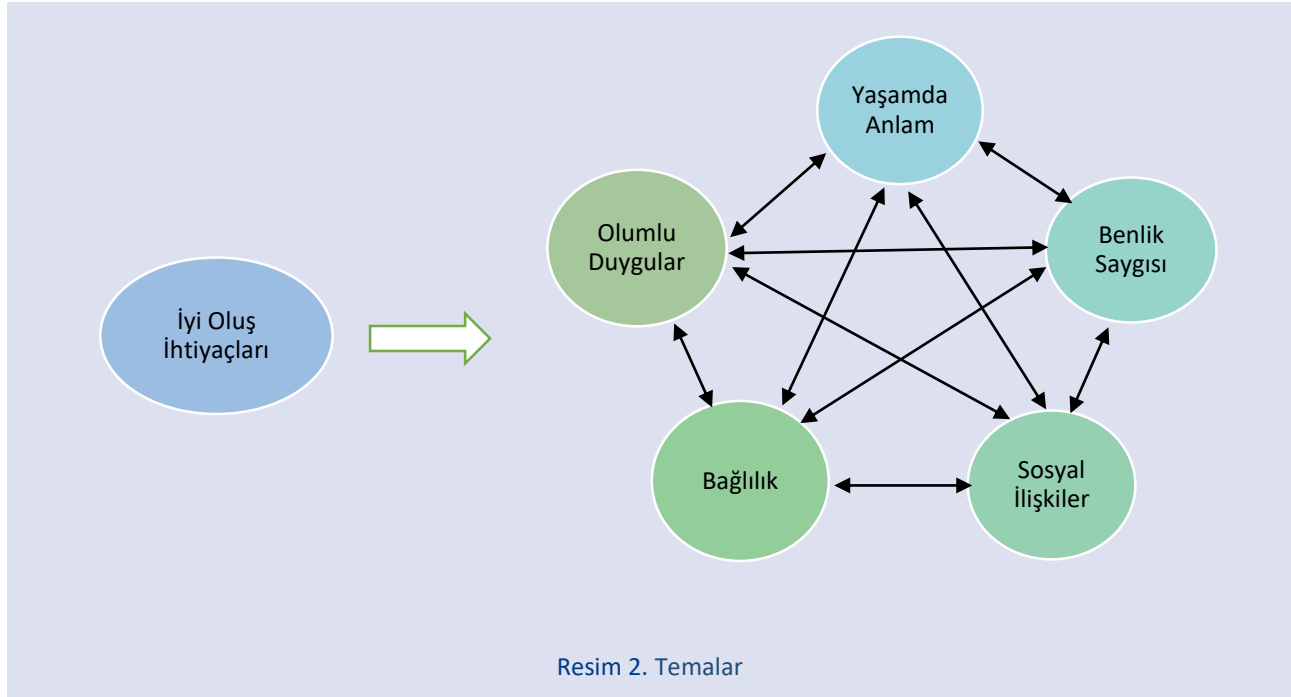 Yaşamda
Anlam
Olumlu
Duygular
Benlik
Saygısı
İyi Oluş
İhtiyaçları
Bağlılık
Sosyal
İlişkiler
Resim 2. Temalar